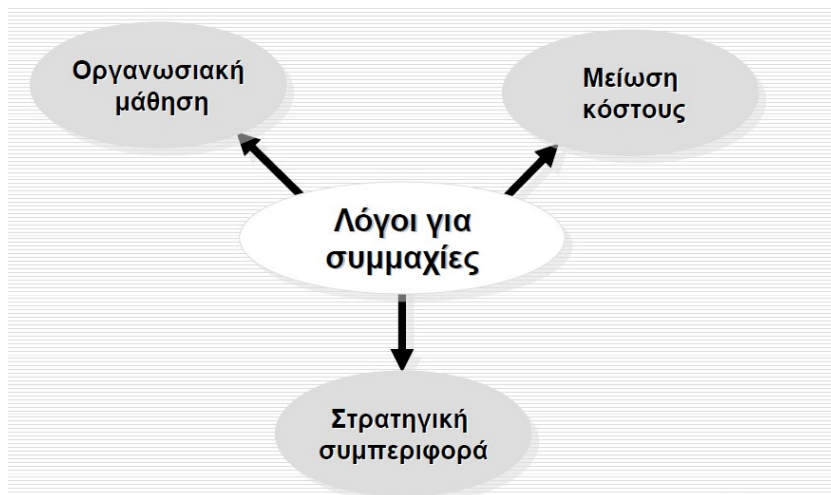 Οργανωσιακή
μάθηση
Μείωση
κόστους
Λόγοι για
συμμαχίες
Στρατηγική
συμπεριφορά